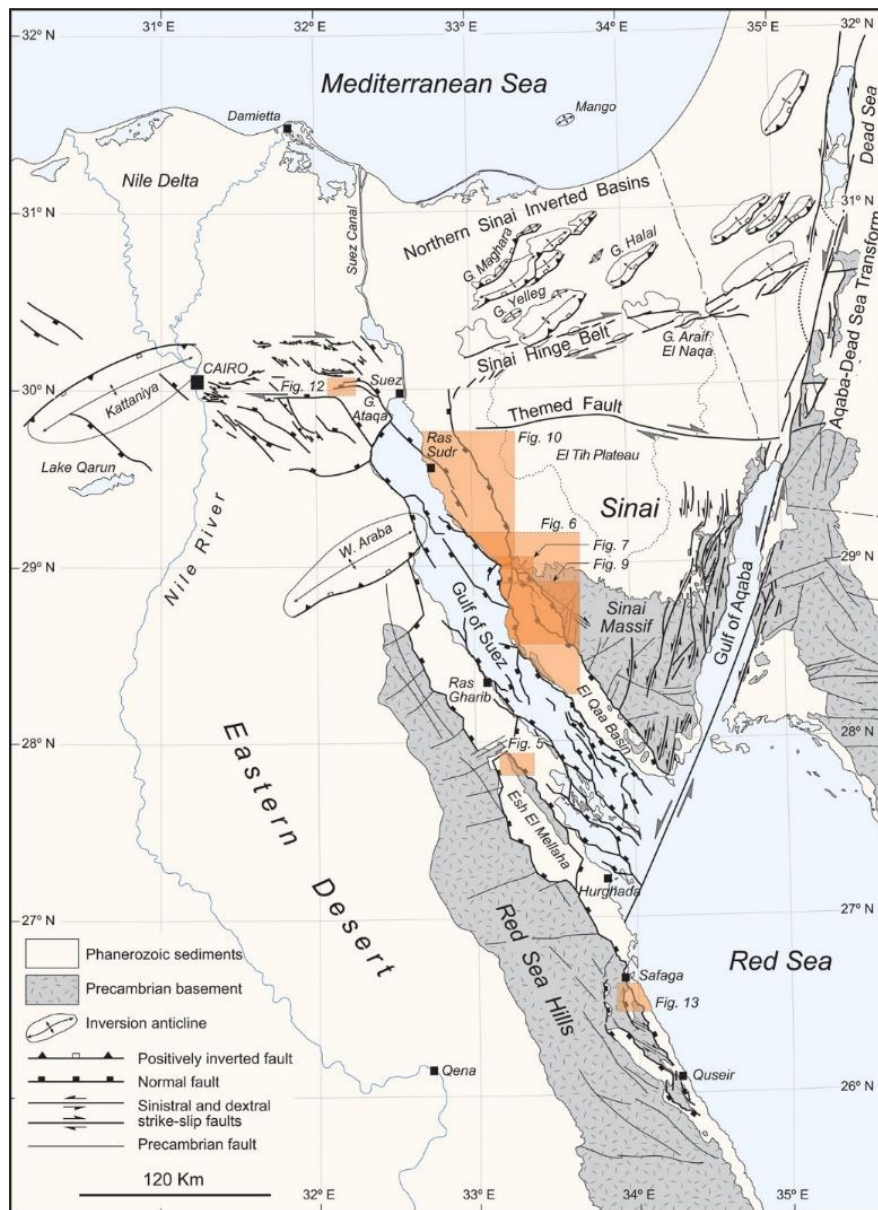 31° E
32° E
33° E
34° E
35° E
32° N
32° N
Mediterranean Sea
Mango
Damietta
Dead Sea
Nile Delta
31° N
31° N
Northern Sinai Inverted Basins
Suez Canal
G. Maghara
G. Halal
G. Yelleg
Sinai Hinge Belt
G. Araif
El Naqa
Aqaba-Dead Sea Transform
CAIRO
30° N
30° N
Fig. 12
Suez
G.
Ataqa
Kattaniya
Themed Fault
Ras
Sudr
Fig. 10
El Tih Plateau
Lake Qarun
Sinai
Fig. 6
29° N
29° N
Fig. 7
Fig. 9
W. Araba
Nile River
Gulf of Suez
Sinai
Massif
Gulf of Aqaba
Ras
Gharib
El Qaa Basin
28° N
28° N
Fig. 5
Eastern
Desert
Esh El Mellaha
Hurghada
27° N
27° N
Red Sea
Red Sea Hills
Safaga
Fig. 13
Phanerozoic sediments
Precambrian basement
Inversion anticline
Positively inverted fault
Normal fault
Sinistral and dextral
strike-slip faults
Precambrian fault
Qena
Quseir
26° N
120 Km
32° E
33° E
34° E
35° E